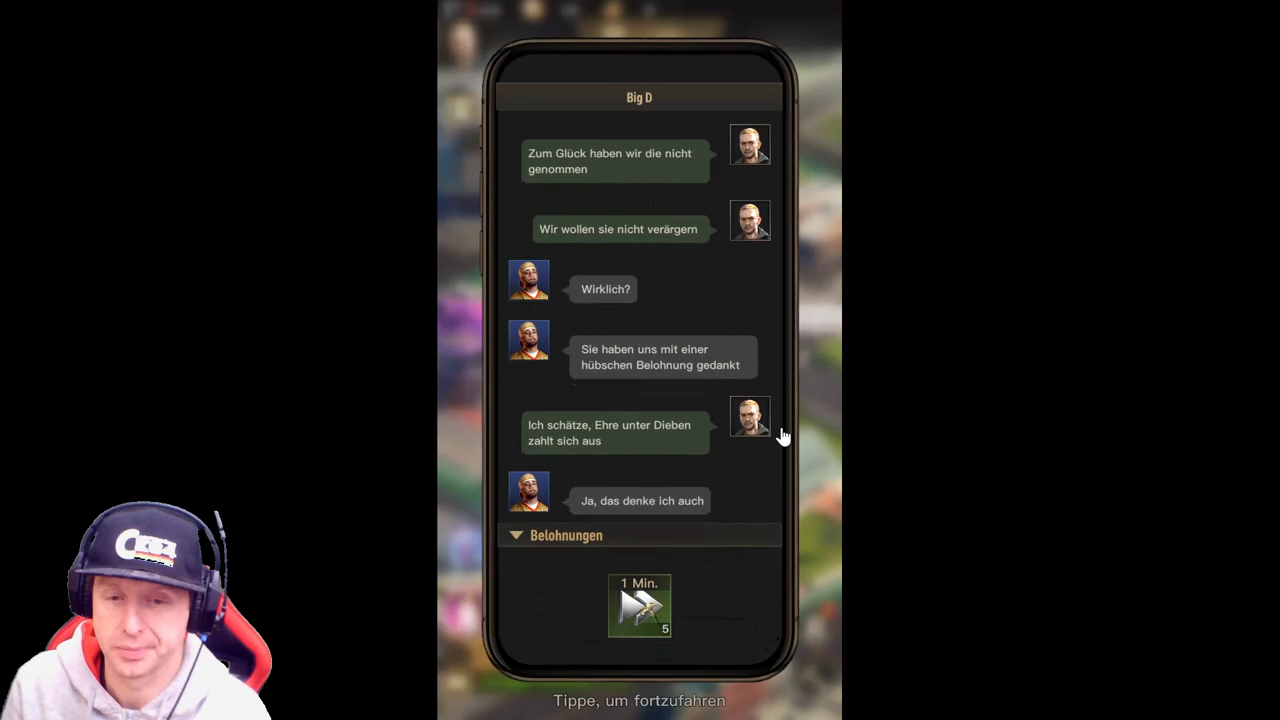 Big D
Zum Glück haben wir die nicht
genommen
Wir wollen sie nicht verärgern
Wirklich?
Sie haben uns mit einer
hübschen Belohnung gedankt
Ich schätze, Ehre unter Dieben
zahlt sich aus
Ja, das denke ich auch
Belohnungen
1 Min.
5
Tippe, um fortzufahren